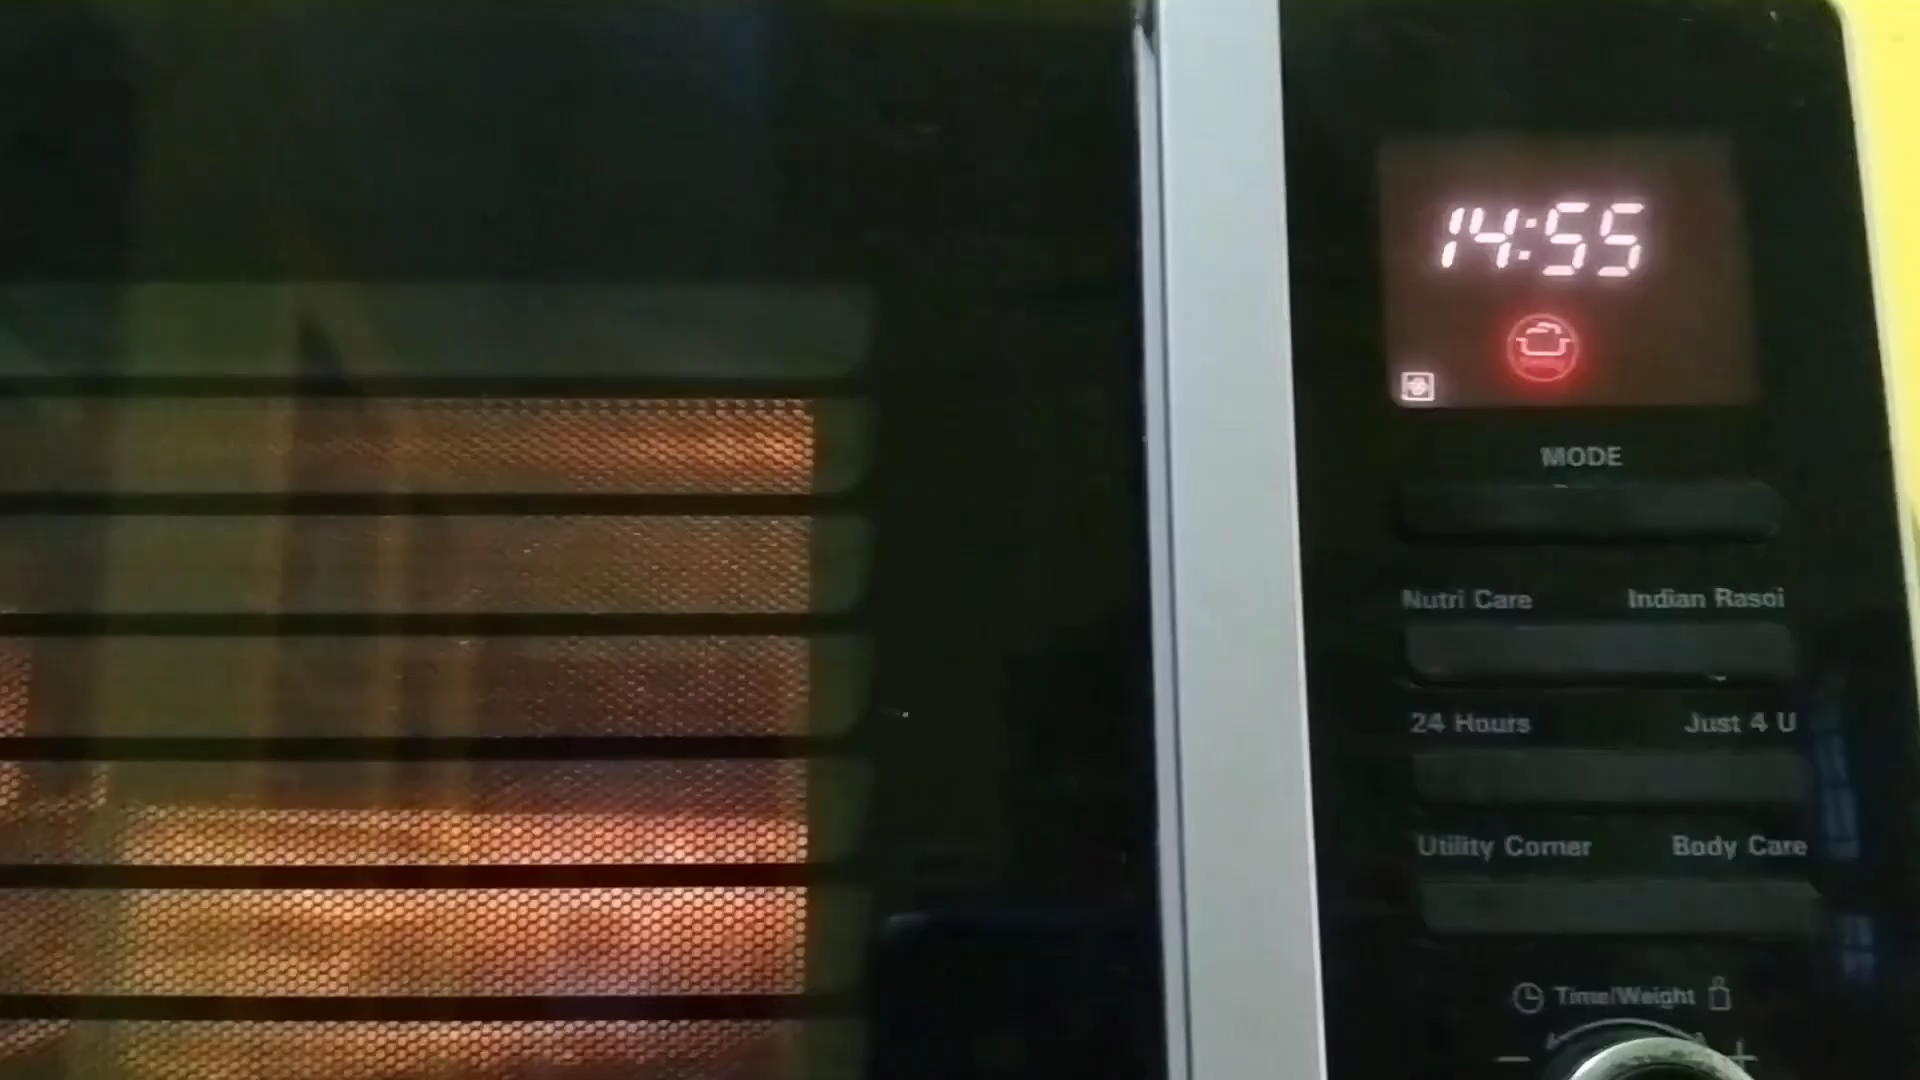 14:55
MODE
Nutri Care Indian Rasoi
24 Hours Just 4 U
Utility Corner Body Care
Time/Weight
− +